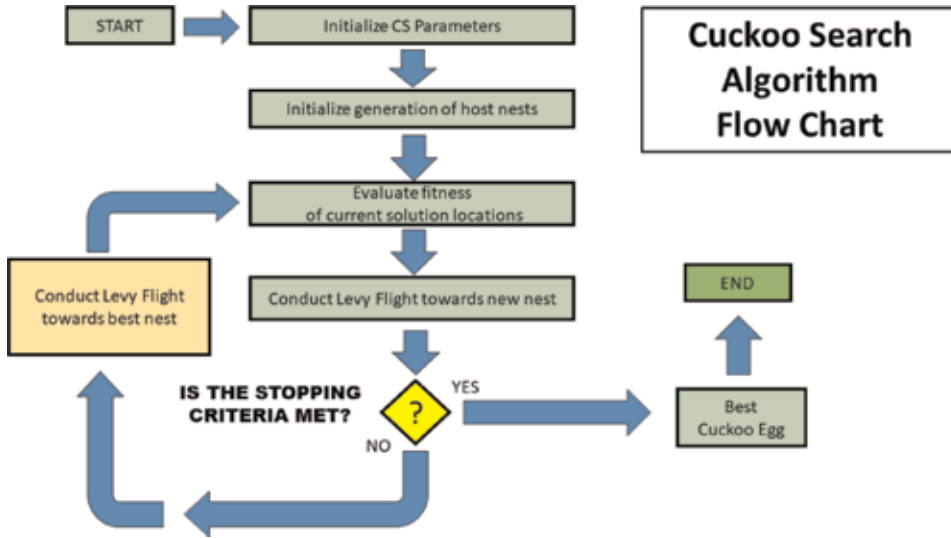 START
Initialize CS Parameters
Cuckoo Search
Algorithm
Flow Chart
Initialize generation of host nests
Evaluate fitness
of current solution locations
Conduct Levy Flight
towards best nest
Conduct Levy Flight towards new nest
END
IS THE STOPPING
CRITERIA MET?
?
YES
NO
Best
Cuckoo Egg